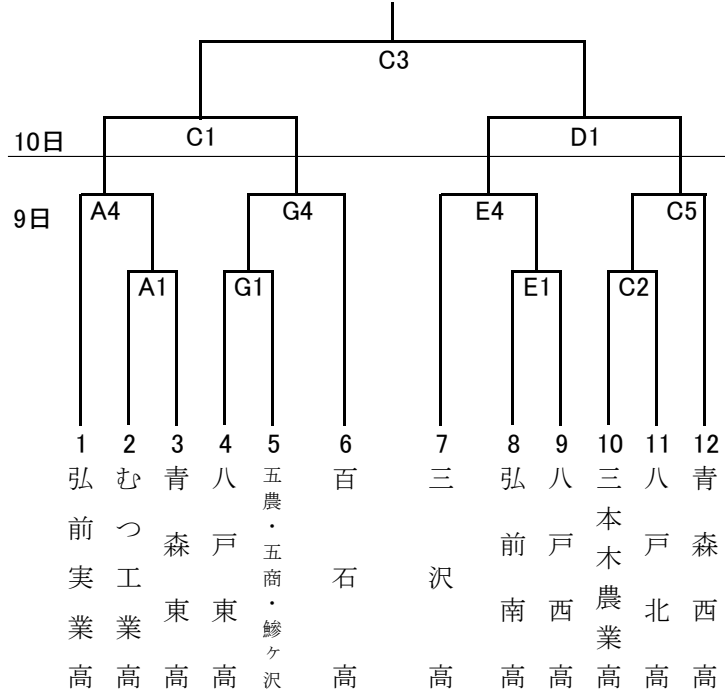 C3
10日
C1
D1
9日
A4
G4
E4
C5
A1
G1
E1
C2
1
2
3
4
5
6
7
8
9
10
11
12
弘前実業高
むつ工業高
青森東高
八戸東高
五農・五商・鰺ヶ沢
百石高
三沢高
弘前南高
八戸西高
三本木農業高
八戸北高
青森西高